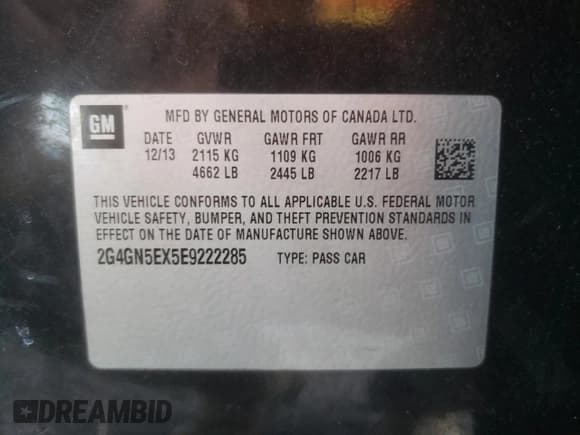 GM
MFD BY GENERAL MOTORS OF CANADA LTD.
DATE GVWR GAWR FRT GAWR RR
12/13 2115 KG 1109 KG 1006 KG
4662 LB 2445 LB 2217 LB
THIS VEHICLE CONFORMS TO ALL APPLICABLE U.S. FEDERAL MOTOR
VEHICLE SAFETY, BUMPER, AND THEFT PREVENTION STANDARDS IN
EFFECT ON THE DATE OF MANUFACTURE SHOWN ABOVE.
2G4GN5EX5E9222285 TYPE: PASS CAR
DREAMBID